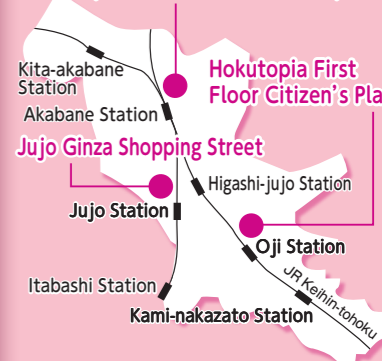 Kita-akabane
Station
Hokutopia First
Floor Citizen's Pla
Akabane Station
Jujo Ginza Shopping Street
Higashi-jujo Station
Jujo Station
Oji Station
JR Keihin-tohoku
Itabashi Station
Kami-nakazato Station